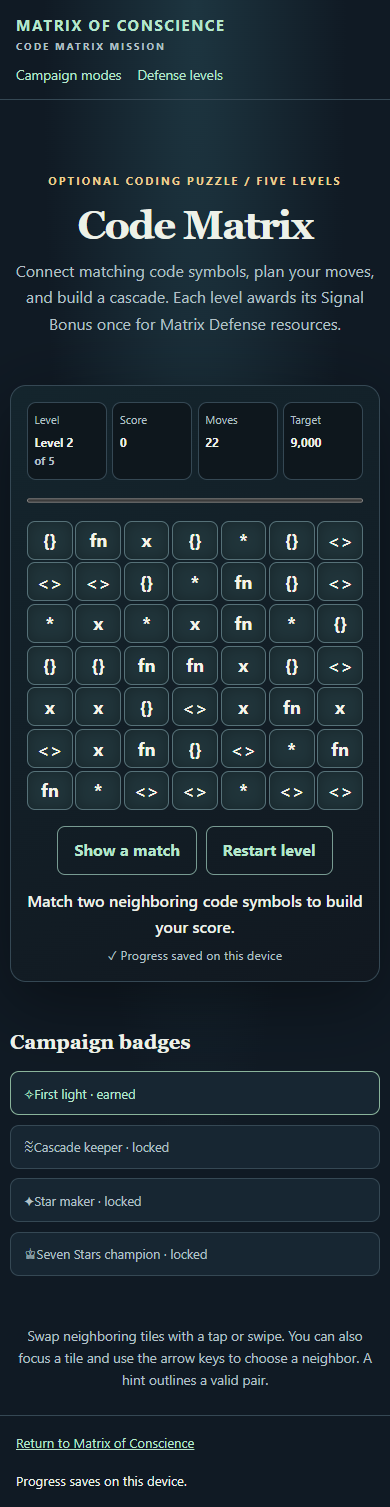 MATRIX OF CONSCIENCE
CODE MATRIX MISSION
Campaign modes Defense levels
OPTIONAL CODING PUZZLE / FIVE LEVELS
Code Matrix
Connect matching code symbols, plan your moves,
and build a cascade. Each level awards its Signal
Bonus once for Matrix Defense resources.
Level Score Moves Target
Level 2 0 22 9,000
of 5
{} fn x {} * {} <>
<> <> {} * fn {} <>
* x * x fn * {}
{} {} fn fn x {} <>
x x {} <> x fn x
<> x fn {} <> * fn
fn * <> <> * <> <>
Show a match Restart level
Match two neighboring code symbols to build
your score.
✓ Progress saved on this device
Campaign badges
✧First light · earned
≋Cascade keeper · locked
✦Star maker · locked
♔Seven Stars champion · locked
Swap neighboring tiles with a tap or swipe. You can also
focus a tile and use the arrow keys to choose a neighbor. A
hint outlines a valid pair.
Return to Matrix of Conscience
Progress saves on this device.